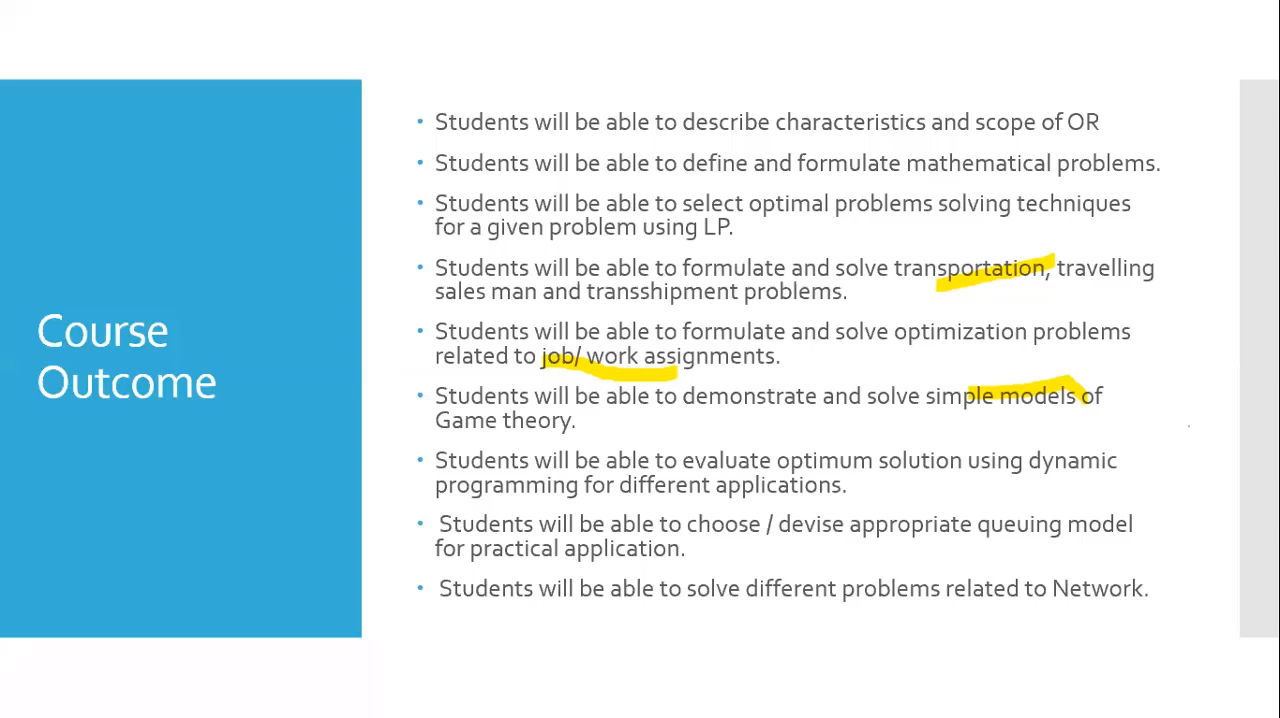 Course
Outcome
• Students will be able to describe characteristics and scope of OR
• Students will be able to define and formulate mathematical problems.
• Students will be able to select optimal problems solving techniques
for a given problem using LP.
• Students will be able to formulate and solve transportation, travelling
sales man and transshipment problems.
• Students will be able to formulate and solve optimization problems
related to job/ work assignments.
• Students will be able to demonstrate and solve simple models of
Game theory.
• Students will be able to evaluate optimum solution using dynamic
programming for different applications.
• Students will be able to choose / devise appropriate queuing model
for practical application.
• Students will be able to solve different problems related to Network.